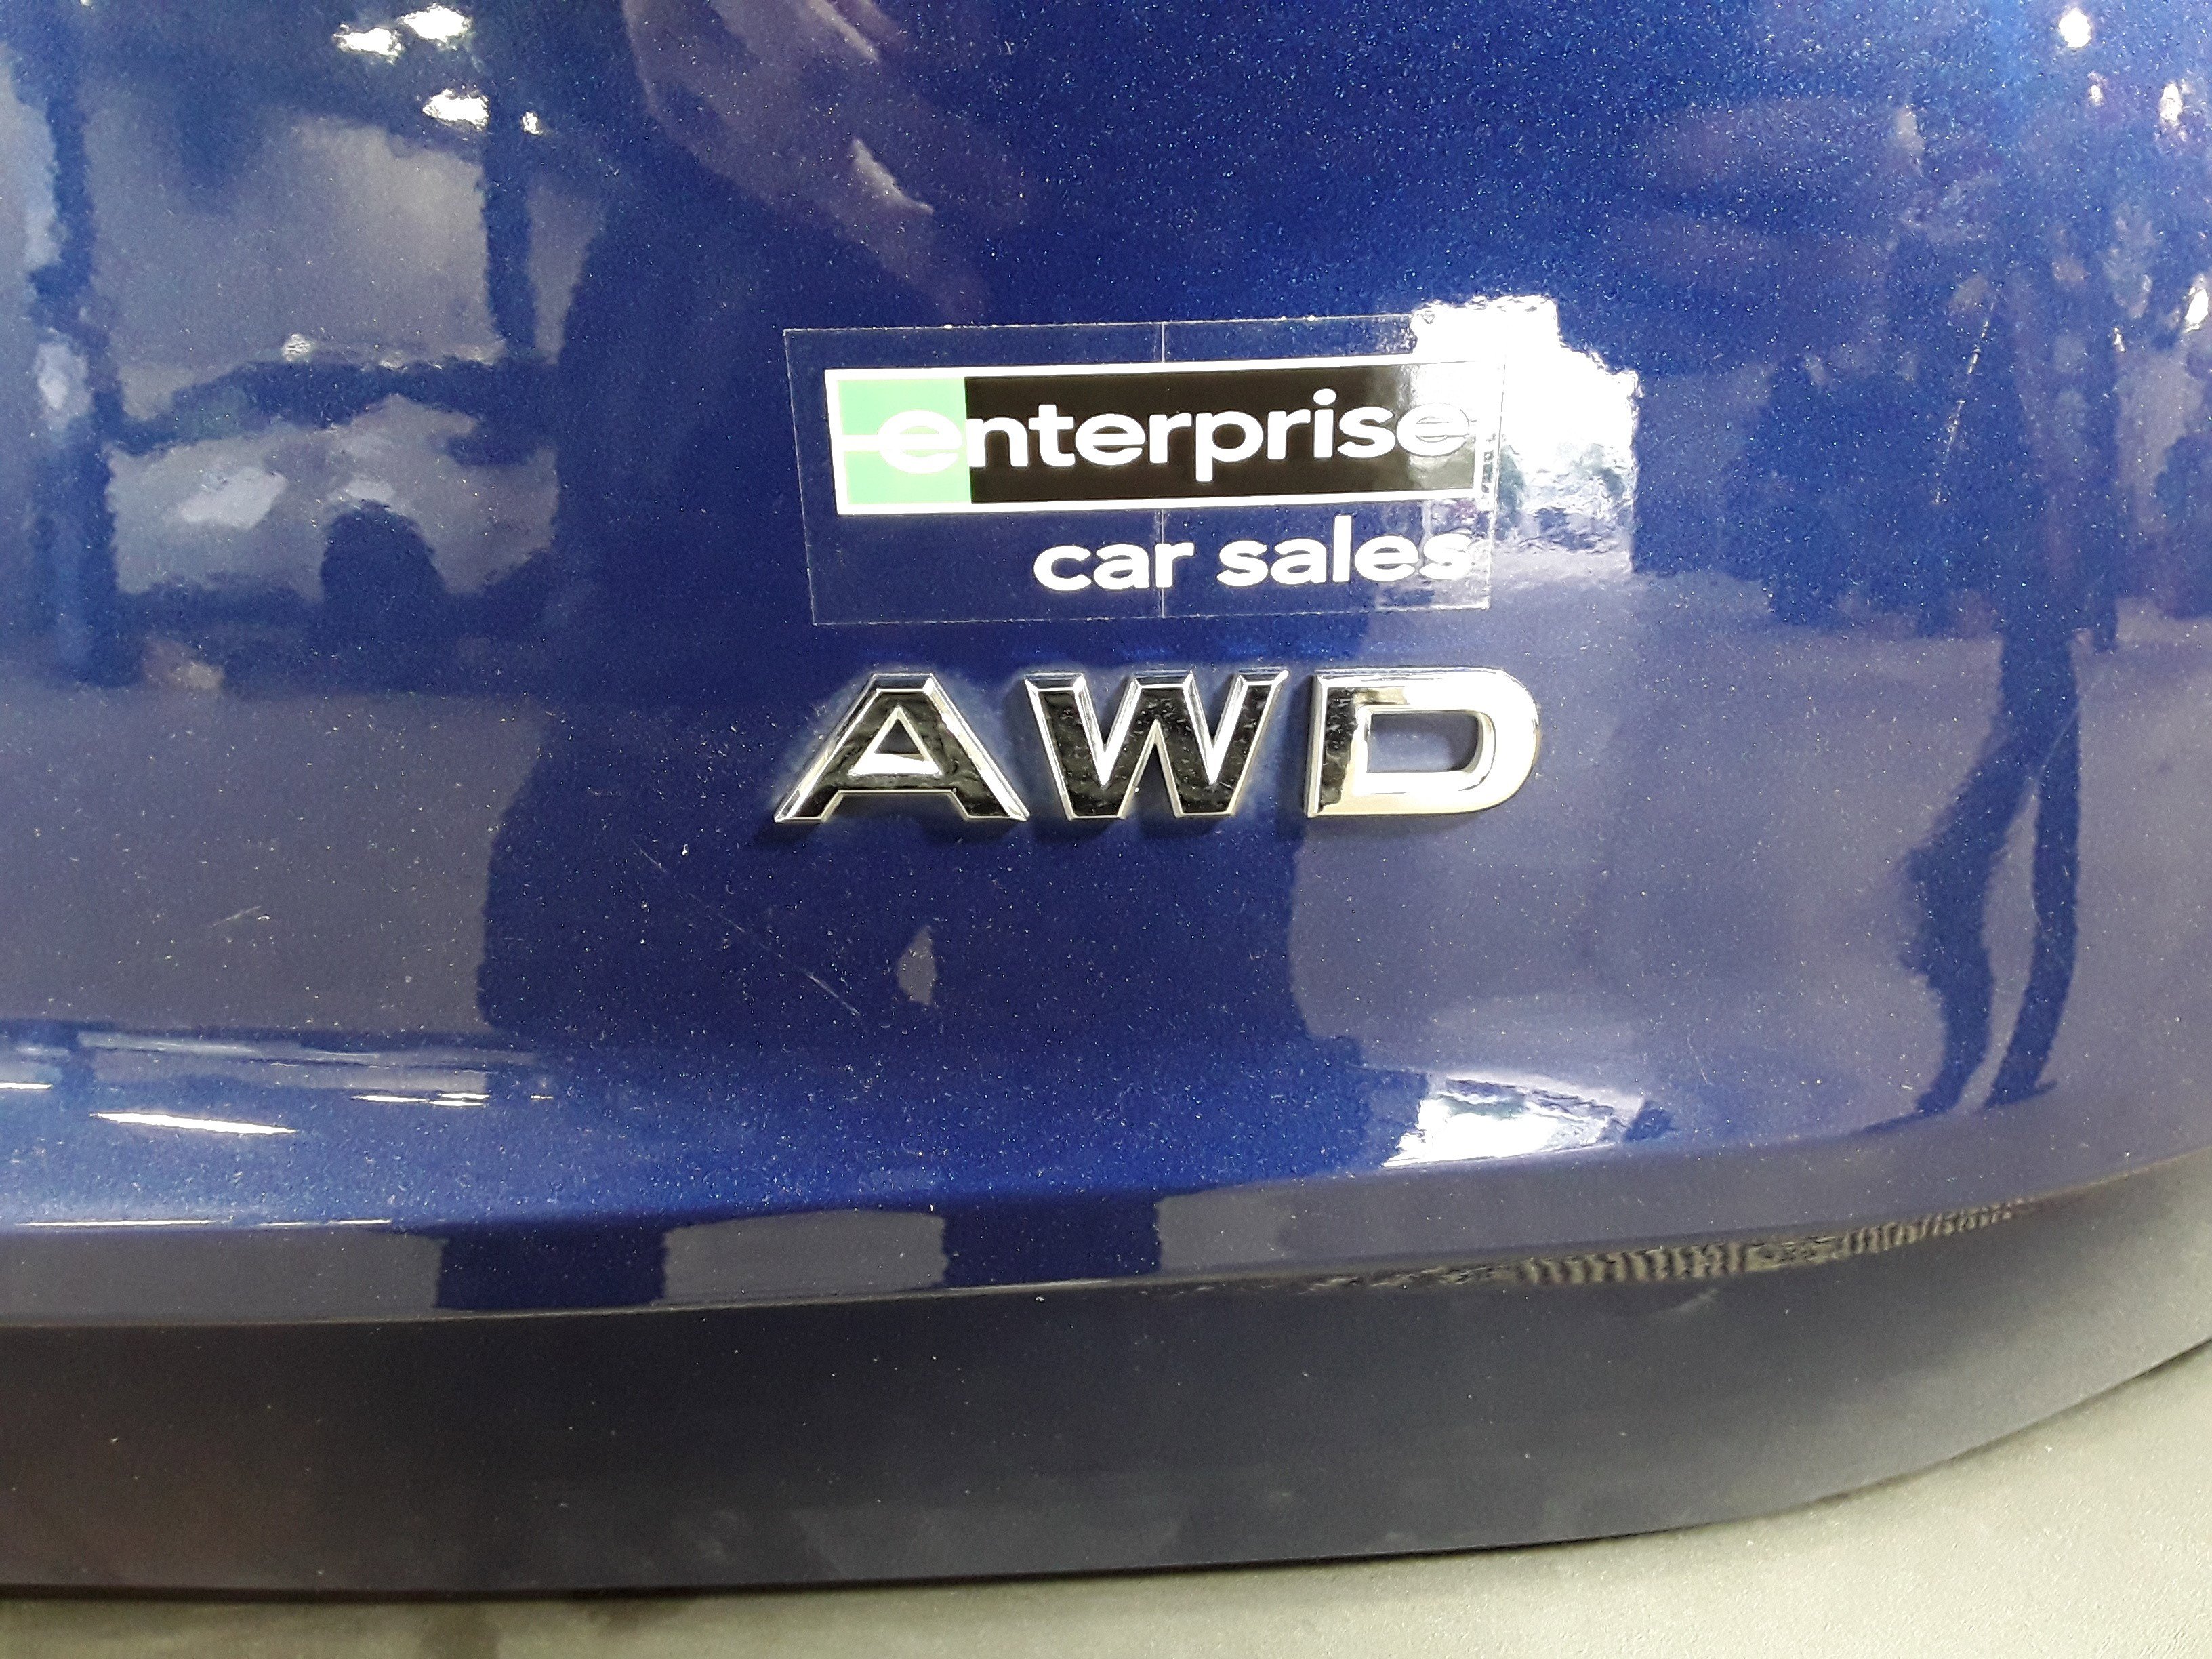 enterprise
car sales
AWD